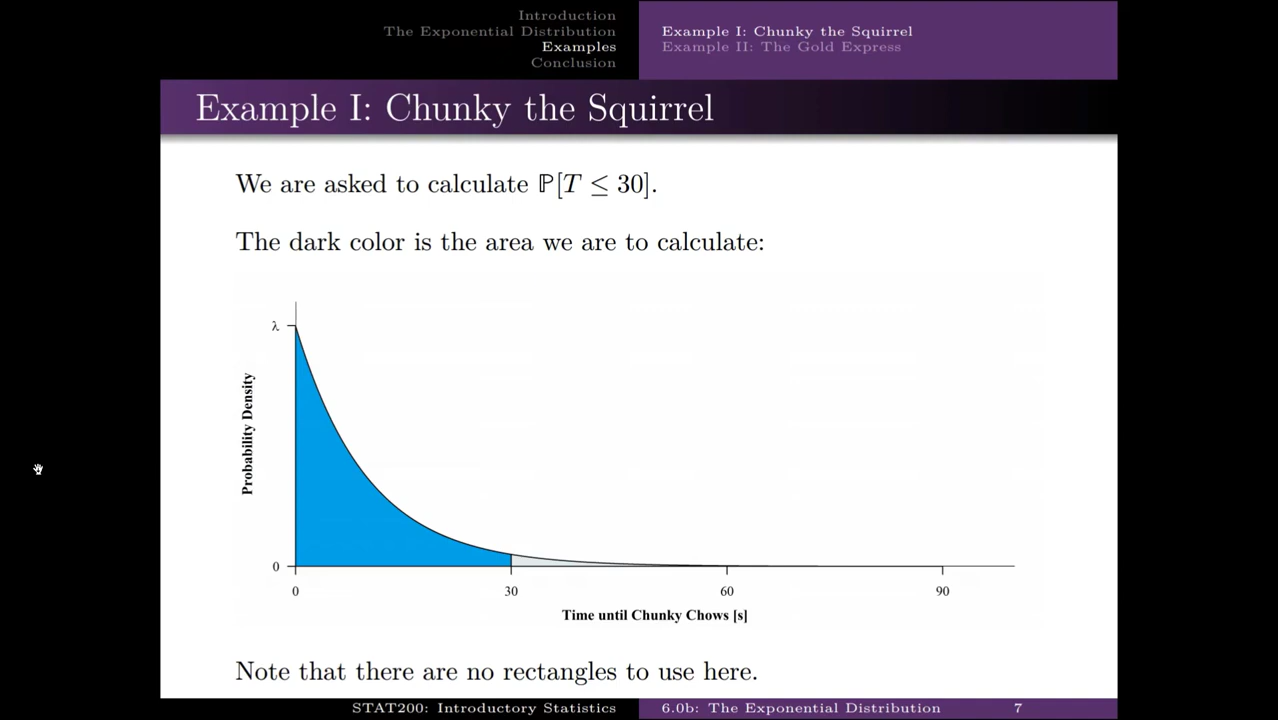 Introduction
The Exponential Distribution
Examples
Conclusion
Example I: Chunky the Squirrel
Example II: The Gold Express
Example I: Chunky the Squirrel
We are asked to calculate ℙ[T ≤ 30].
The dark color is the area we are to calculate:
λ
Probability Density
0
0 30 60 90
Time until Chunky Chows [s]
Note that there are no rectangles to use here.
STAT200: Introductory Statistics 6.0b: The Exponential Distribution 7